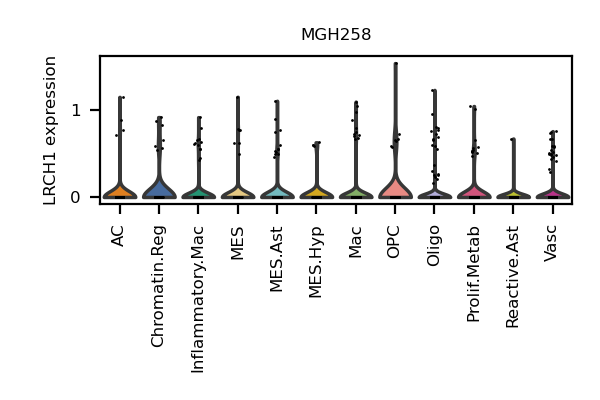 MGH258
LRCH1 expression
1
0
AC
Chromatin.Reg
Inflammatory.Mac
MES
MES.Ast
MES.Hyp
Mac
OPC
Oligo
Prolif.Metab
Reactive.Ast
Vasc